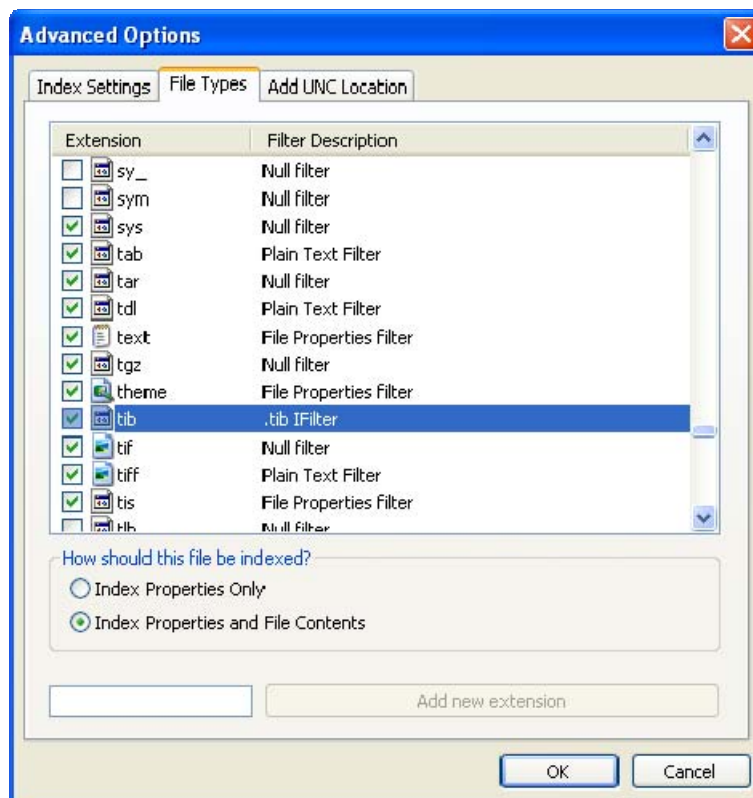 Advanced Options
Index Settings File Types Add UNC Location
Extension Filter Description
sy_ Null filter
sym Null filter
sys Null filter
tab Plain Text Filter
tar Null filter
tdl Plain Text Filter
text File Properties filter
tgz Null filter
theme File Properties filter
tib .tib IFilter
tif Null filter
tiff Plain Text Filter
tis File Properties filter
tlb Null filter
How should this file be indexed?
Index Properties Only
Index Properties and File Contents
Add new extension
OK Cancel